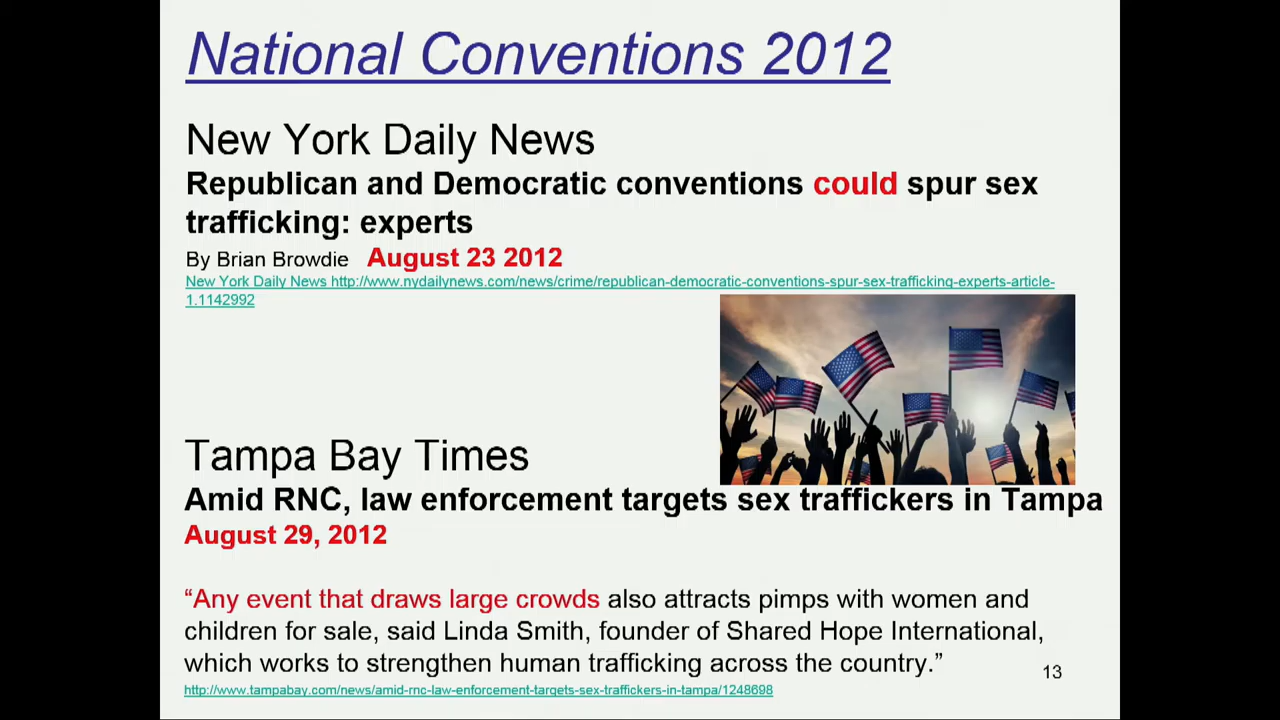 National Conventions 2012
New York Daily News
Republican and Democratic conventions could spur sex
trafficking: experts
By Brian Browdie August 23 2012
New York Daily News http://www.nydailynews.com/news/crime/republican-democratic-conventions-spur-sex-trafficking-experts-article-
1.1142992
Tampa Bay Times
Amid RNC, law enforcement targets sex traffickers in Tampa
August 29, 2012
“Any event that draws large crowds also attracts pimps with women and
children for sale, said Linda Smith, founder of Shared Hope International,
which works to strengthen human trafficking across the country.”
13
http://www.tampabay.com/news/amid-rnc-law-enforcement-targets-sex-traffickers-in-tampa/1248698